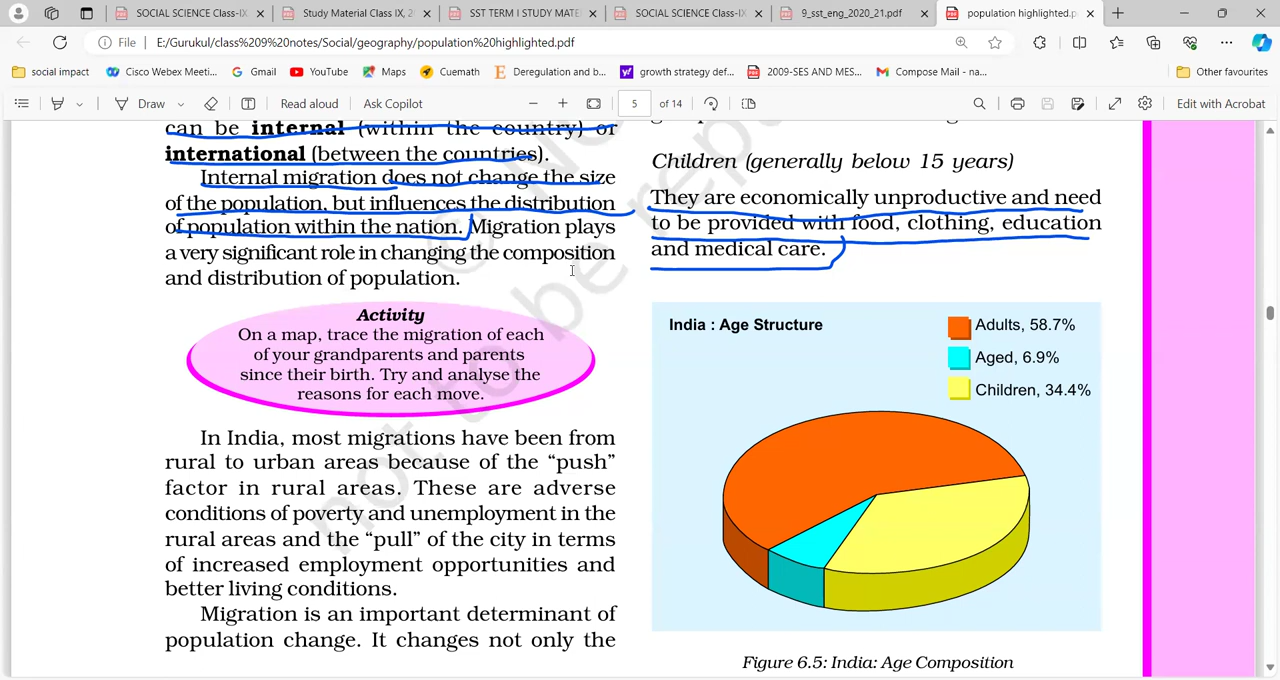 SOCIAL SCIENCE Class-IX
Study Material Class IX, 2
SST TERM I STUDY MATE
SOCIAL SCIENCE Class-IX
9_sst_eng_2020_21.pdf
population highlighted.p
File
E:/Gurukul/class%209%20notes/Social/geography/population%20highlighted.pdf
social impact
Cisco Webex Meeti...
Gmail
YouTube
Maps
Cuemath
Deregulation and b...
growth strategy def...
2009-SES AND MES...
Compose Mail - na...
Other favourites
Draw
Read aloud
Ask Copilot
5 of 14
Edit with Acrobat
can be internal (within the country) or
international (between the countries).
Internal migration does not change the size
of the population, but influences the distribution
of population within the nation. Migration plays
a very significant role in changing the composition
and distribution of population.
Activity
On a map, trace the migration of each
of your grandparents and parents
since their birth. Try and analyse the
reasons for each move.
In India, most migrations have been from
rural to urban areas because of the “push”
factor in rural areas. These are adverse
conditions of poverty and unemployment in the
rural areas and the “pull” of the city in terms
of increased employment opportunities and
better living conditions.
Migration is an important determinant of
population change. It changes not only the
Children (generally below 15 years)
They are economically unproductive and need
to be provided with food, clothing, education
and medical care.
India : Age Structure
Adults, 58.7%
Aged, 6.9%
Children, 34.4%
Figure 6.5: India: Age Composition
not to be repu